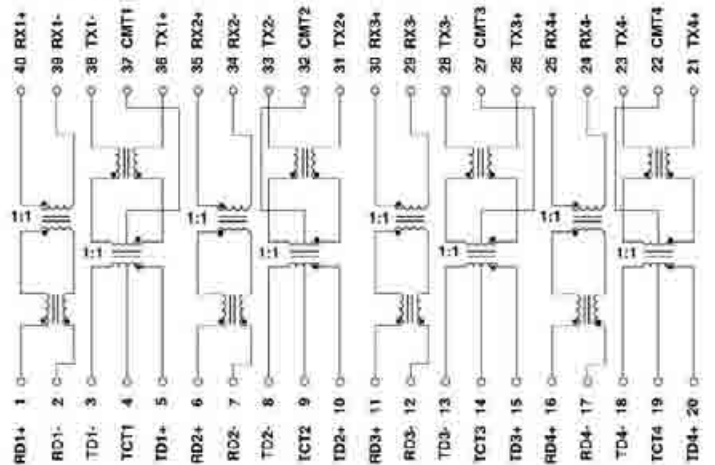 40 RX1+
39 RX1-
38 TX1-
37 CMT1
36 TX1+
35 RX2+
34 RX2-
33 TX2-
32 CMT2
31 TX2+
30 RX3+
29 RX3-
28 TX3-
27 CMT3
26 TX3+
25 RX4+
24 RX4-
23 TX4-
22 CMT4
21 TX4+
1:1
1:1
1:1
1:1
1:1
1:1
1:1
1:1
RD1+ 1
RD1- 2
TD1- 3
TCT1 4
TD1+ 5
RD2+ 6
RD2- 7
TD2- 8
TCT2 9
TD2+ 10
RD3+ 11
RD3- 12
TD3- 13
TCT3 14
TD3+ 15
RD4+ 16
RD4- 17
TD4- 18
TCT4 19
TD4+ 20